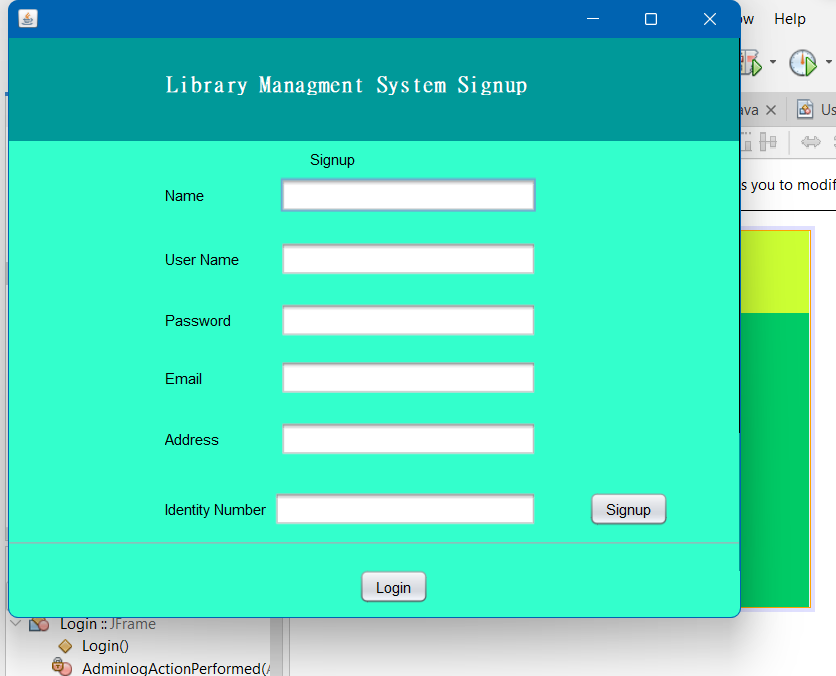 ow Help
Library Managment System Signup
ava
Us
Signup
s you to modif
Name
User Name
Password
Email
Address
Identity Number
Signup
Login
Login :: JFrame
Login()
AdminlogActionPerformed(A